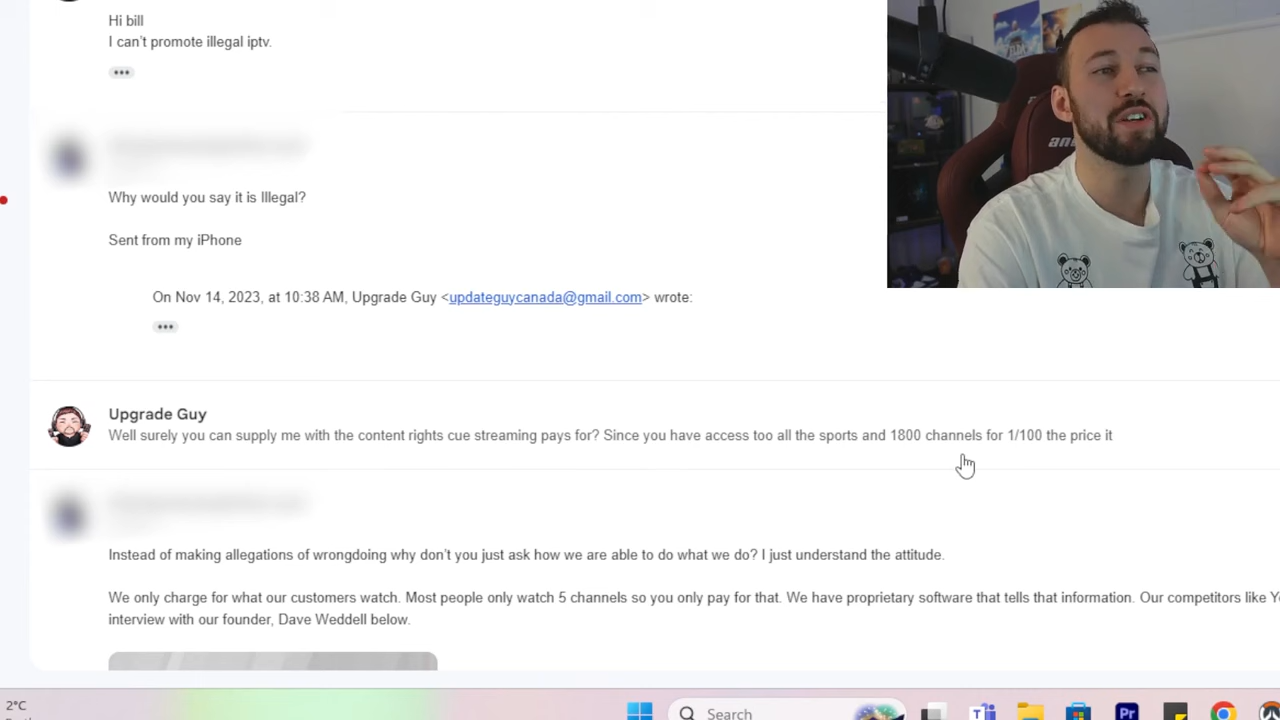 Hi bill
I can't promote illegal iptv.
Why would you say it is Illegal?
Sent from my iPhone
On Nov 14, 2023, at 10:38 AM, Upgrade Guy <updateguycanada@gmail.com> wrote:
Upgrade Guy
Well surely you can supply me with the content rights cue streaming pays for? Since you have access too all the sports and 1800 channels for 1/100 the price it
Instead of making allegations of wrongdoing why don't you just ask how we are able to do what we do? I just understand the attitude.
We only charge for what our customers watch. Most people only watch 5 channels so you only pay for that. We have proprietary software that tells that information. Our competitors like
interview with our founder, Dave Weddell below.
2°C
Search